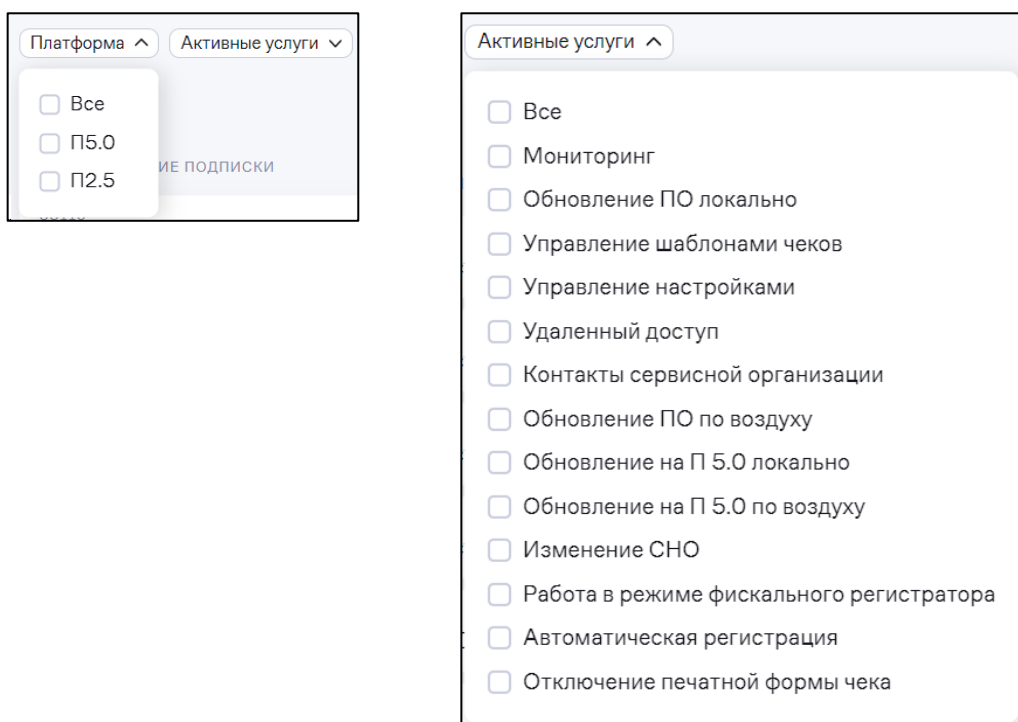 Платформа Активные услуги
Все
П5.0
ИЕ ПОДПИСКИ
П2.5
Активные услуги
Все
Мониторинг
Обновление ПО локально
Управление шаблонами чеков
Управление настройками
Удаленный доступ
Контакты сервисной организации
Обновление ПО по воздуху
Обновление на П 5.0 локально
Обновление на П 5.0 по воздуху
Изменение СНО
Работа в режиме фискального регистратора
Автоматическая регистрация
Отключение печатной формы чека